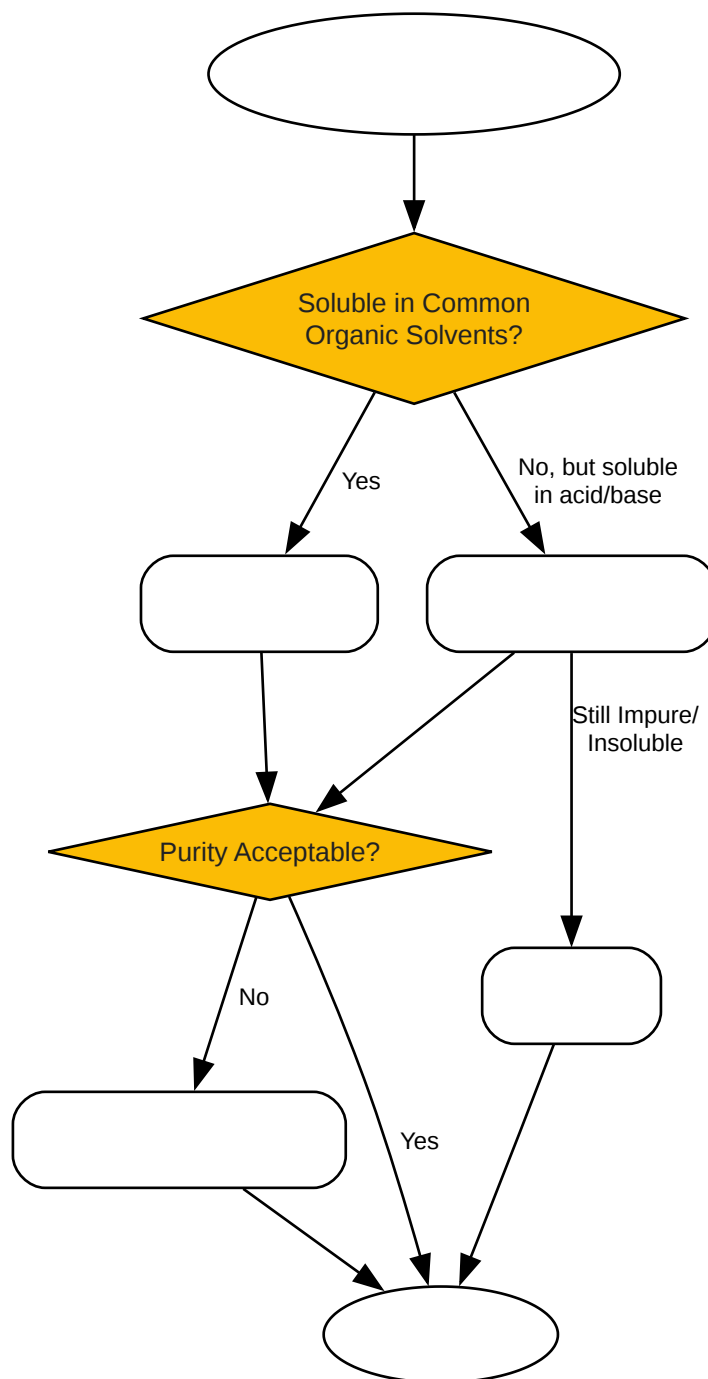 Soluble in Common
Organic Solvents?
Yes
No, but soluble
in acid/base
Still Impure/
Insoluble
Purity Acceptable?
No
Yes